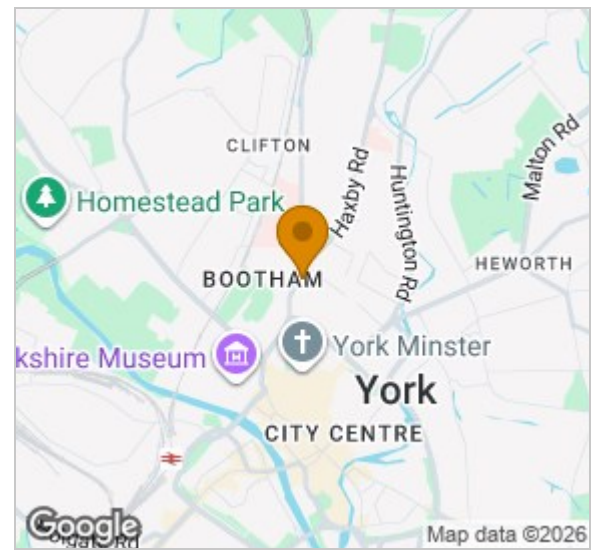 CLIFTON
Haxby Rd
Huntington Rd
Malton Rd
Homestead Park
BOOTHAM
HEWORTH
kshire Museum
York Minster
York
CITY CENTRE
Google
Map data ©2026